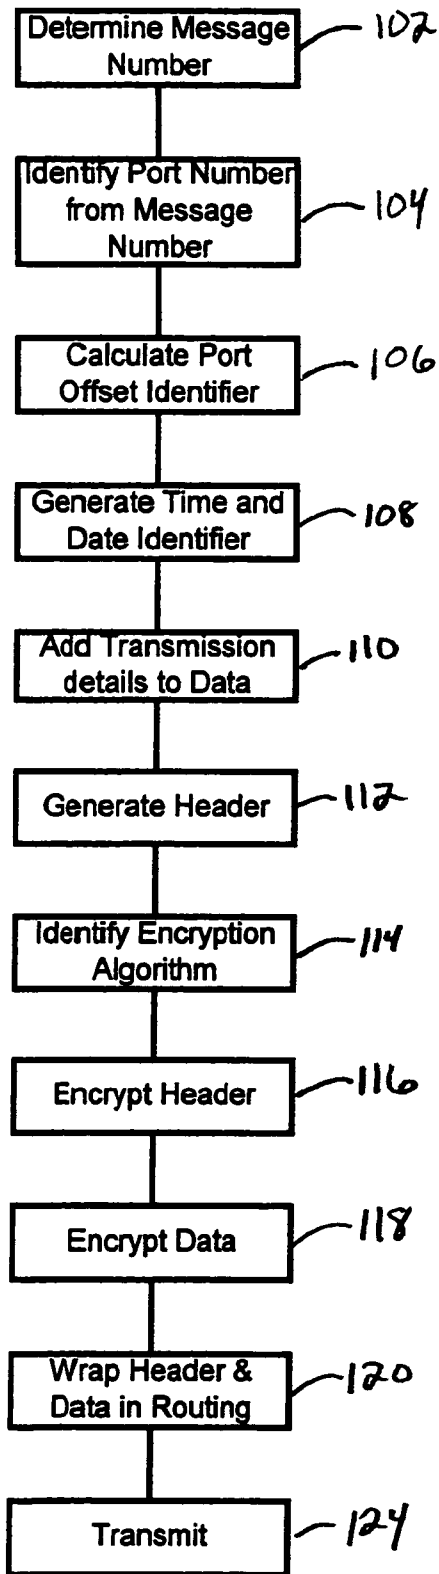 Determine Message
Number
102
Identify Port Number
from Message
Number
104
Calculate Port
Offset Identifier
106
Generate Time and
Date Identifier
108
Add Transmission
details to Data
110
Generate Header
112
Identify Encryption
Algorithm
114
Encrypt Header
116
Encrypt Data
118
Wrap Header &
Data in Routing
120
Transmit
124